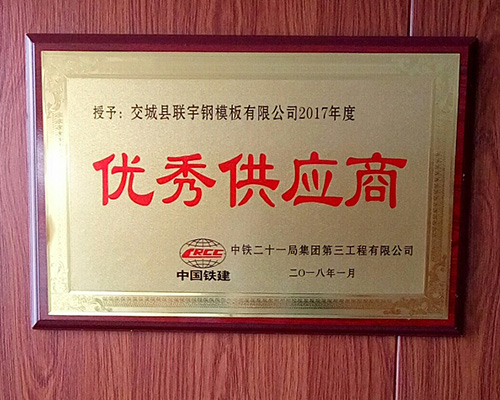 授予：交城县联宇钢模板有限公司2017年度
优秀供应商
CRCC
中国铁建
中铁二十一局集团第三工程有限公司
二〇一八年一月